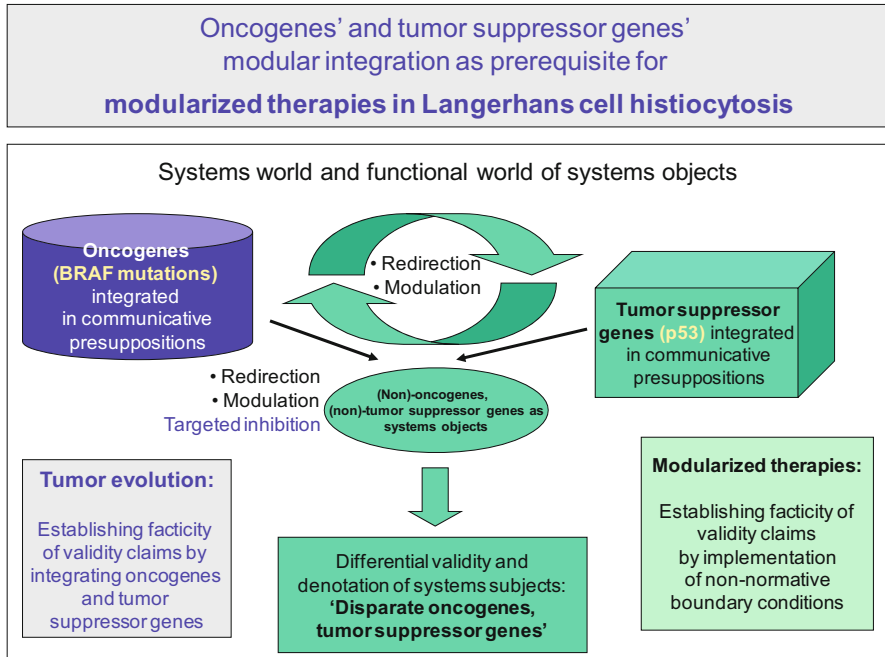 Oncogenes’ and tumor suppressor genes’
modular integration as prerequisite for
modularized therapies in Langerhans cell histiocytosis
Systems world and functional world of systems objects
Oncogenes
(BRAF mutations)
integrated
in communicative
presuppositions
• Redirection
• Modulation
Tumor suppressor
genes (p53) integrated
in communicative
presuppositions
• Redirection
• Modulation
Targeted inhibition
(Non)-oncogenes,
(non)-tumor suppressor genes as
systems objects
Tumor evolution:
Establishing facticity
of validity claims by
integrating oncogenes
and tumor
suppressor genes
Differential validity and
denotation of systems subjects:
‘Disparate oncogenes,
tumor suppressor genes’
Modularized therapies:
Establishing facticity of
validity claims
by implementation
of non-normative
boundary conditions